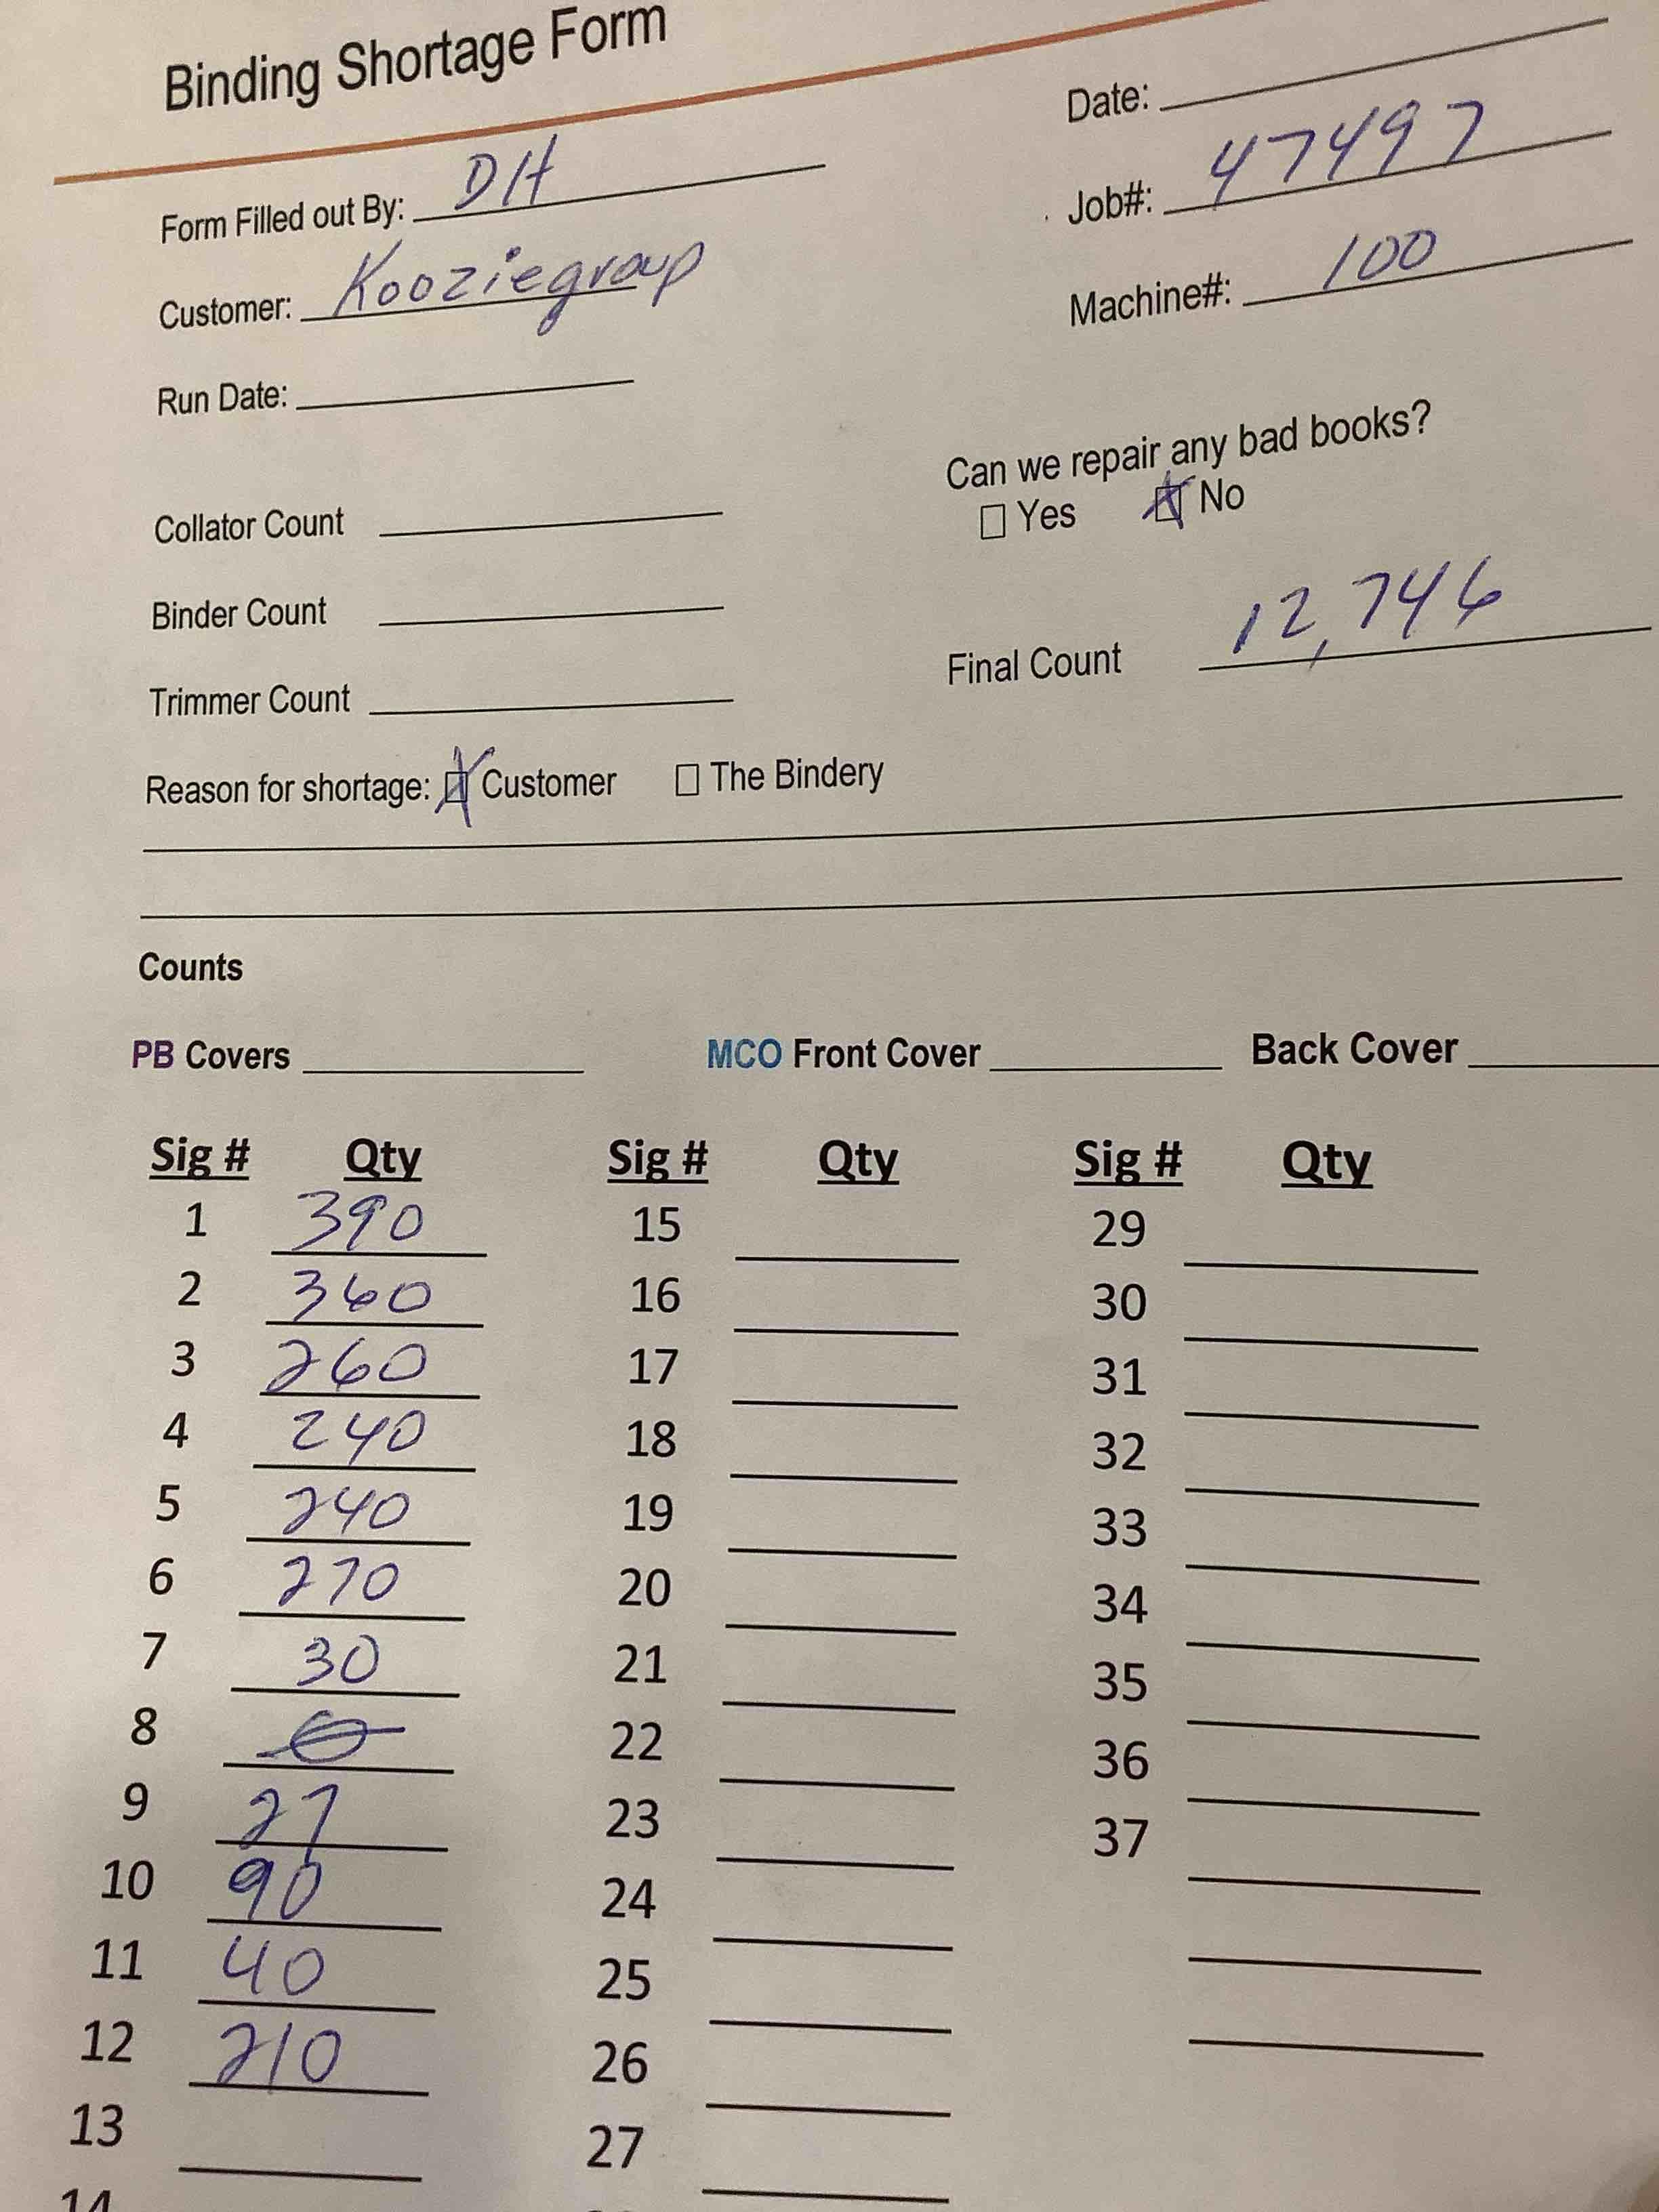 Binding Shortage Form
Date:
Form Filled out By: DH
Job#: 47497
Customer: Kooziegroup
Machine#: 100
Run Date:
Can we repair any bad books?
Yes No
Collator Count
Binder Count
Final Count 12,746
Trimmer Count
Reason for shortage: Customer The Bindery
Counts
PB Covers MCO Front Cover Back Cover
Sig # Qty Sig # Qty Sig # Qty
1 390 15 29
2 360 16 30
3 260 17 31
4 240 18 32
5 240 19 33
6 270 20 34
7 30 21 35
8 0 22 36
9 27 23 37
10 90 24
11 40 25
12 210 26
13 27
14